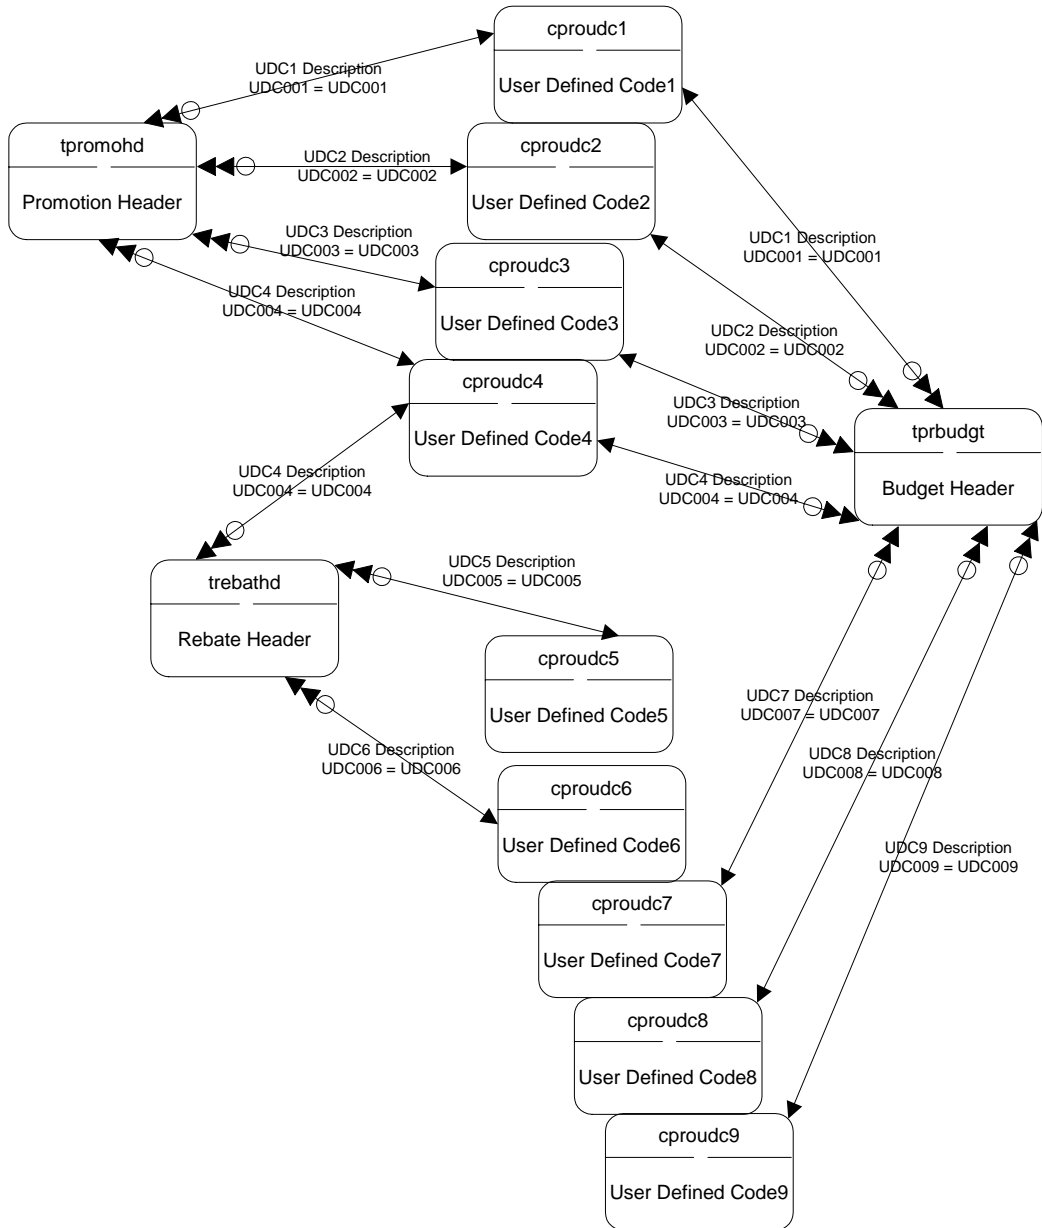 cproudc1
User Defined Code1
UDC1 Description
UDC001 = UDC001
tpromohd
Promotion Header
cproudc2
User Defined Code2
UDC2 Description
UDC002 = UDC002
UDC3 Description
UDC003 = UDC003
cproudc3
User Defined Code3
UDC1 Description
UDC001 = UDC001
UDC4 Description
UDC004 = UDC004
UDC2 Description
UDC002 = UDC002
cproudc4
User Defined Code4
UDC3 Description
UDC003 = UDC003
tprbudgt
Budget Header
UDC4 Description
UDC004 = UDC004
UDC4 Description
UDC004 = UDC004
trebathd
Rebate Header
UDC5 Description
UDC005 = UDC005
cproudc5
User Defined Code5
UDC7 Description
UDC007 = UDC007
UDC6 Description
UDC006 = UDC006
UDC8 Description
UDC008 = UDC008
cproudc6
User Defined Code6
UDC9 Description
UDC009 = UDC009
cproudc7
User Defined Code7
cproudc8
User Defined Code8
cproudc9
User Defined Code9